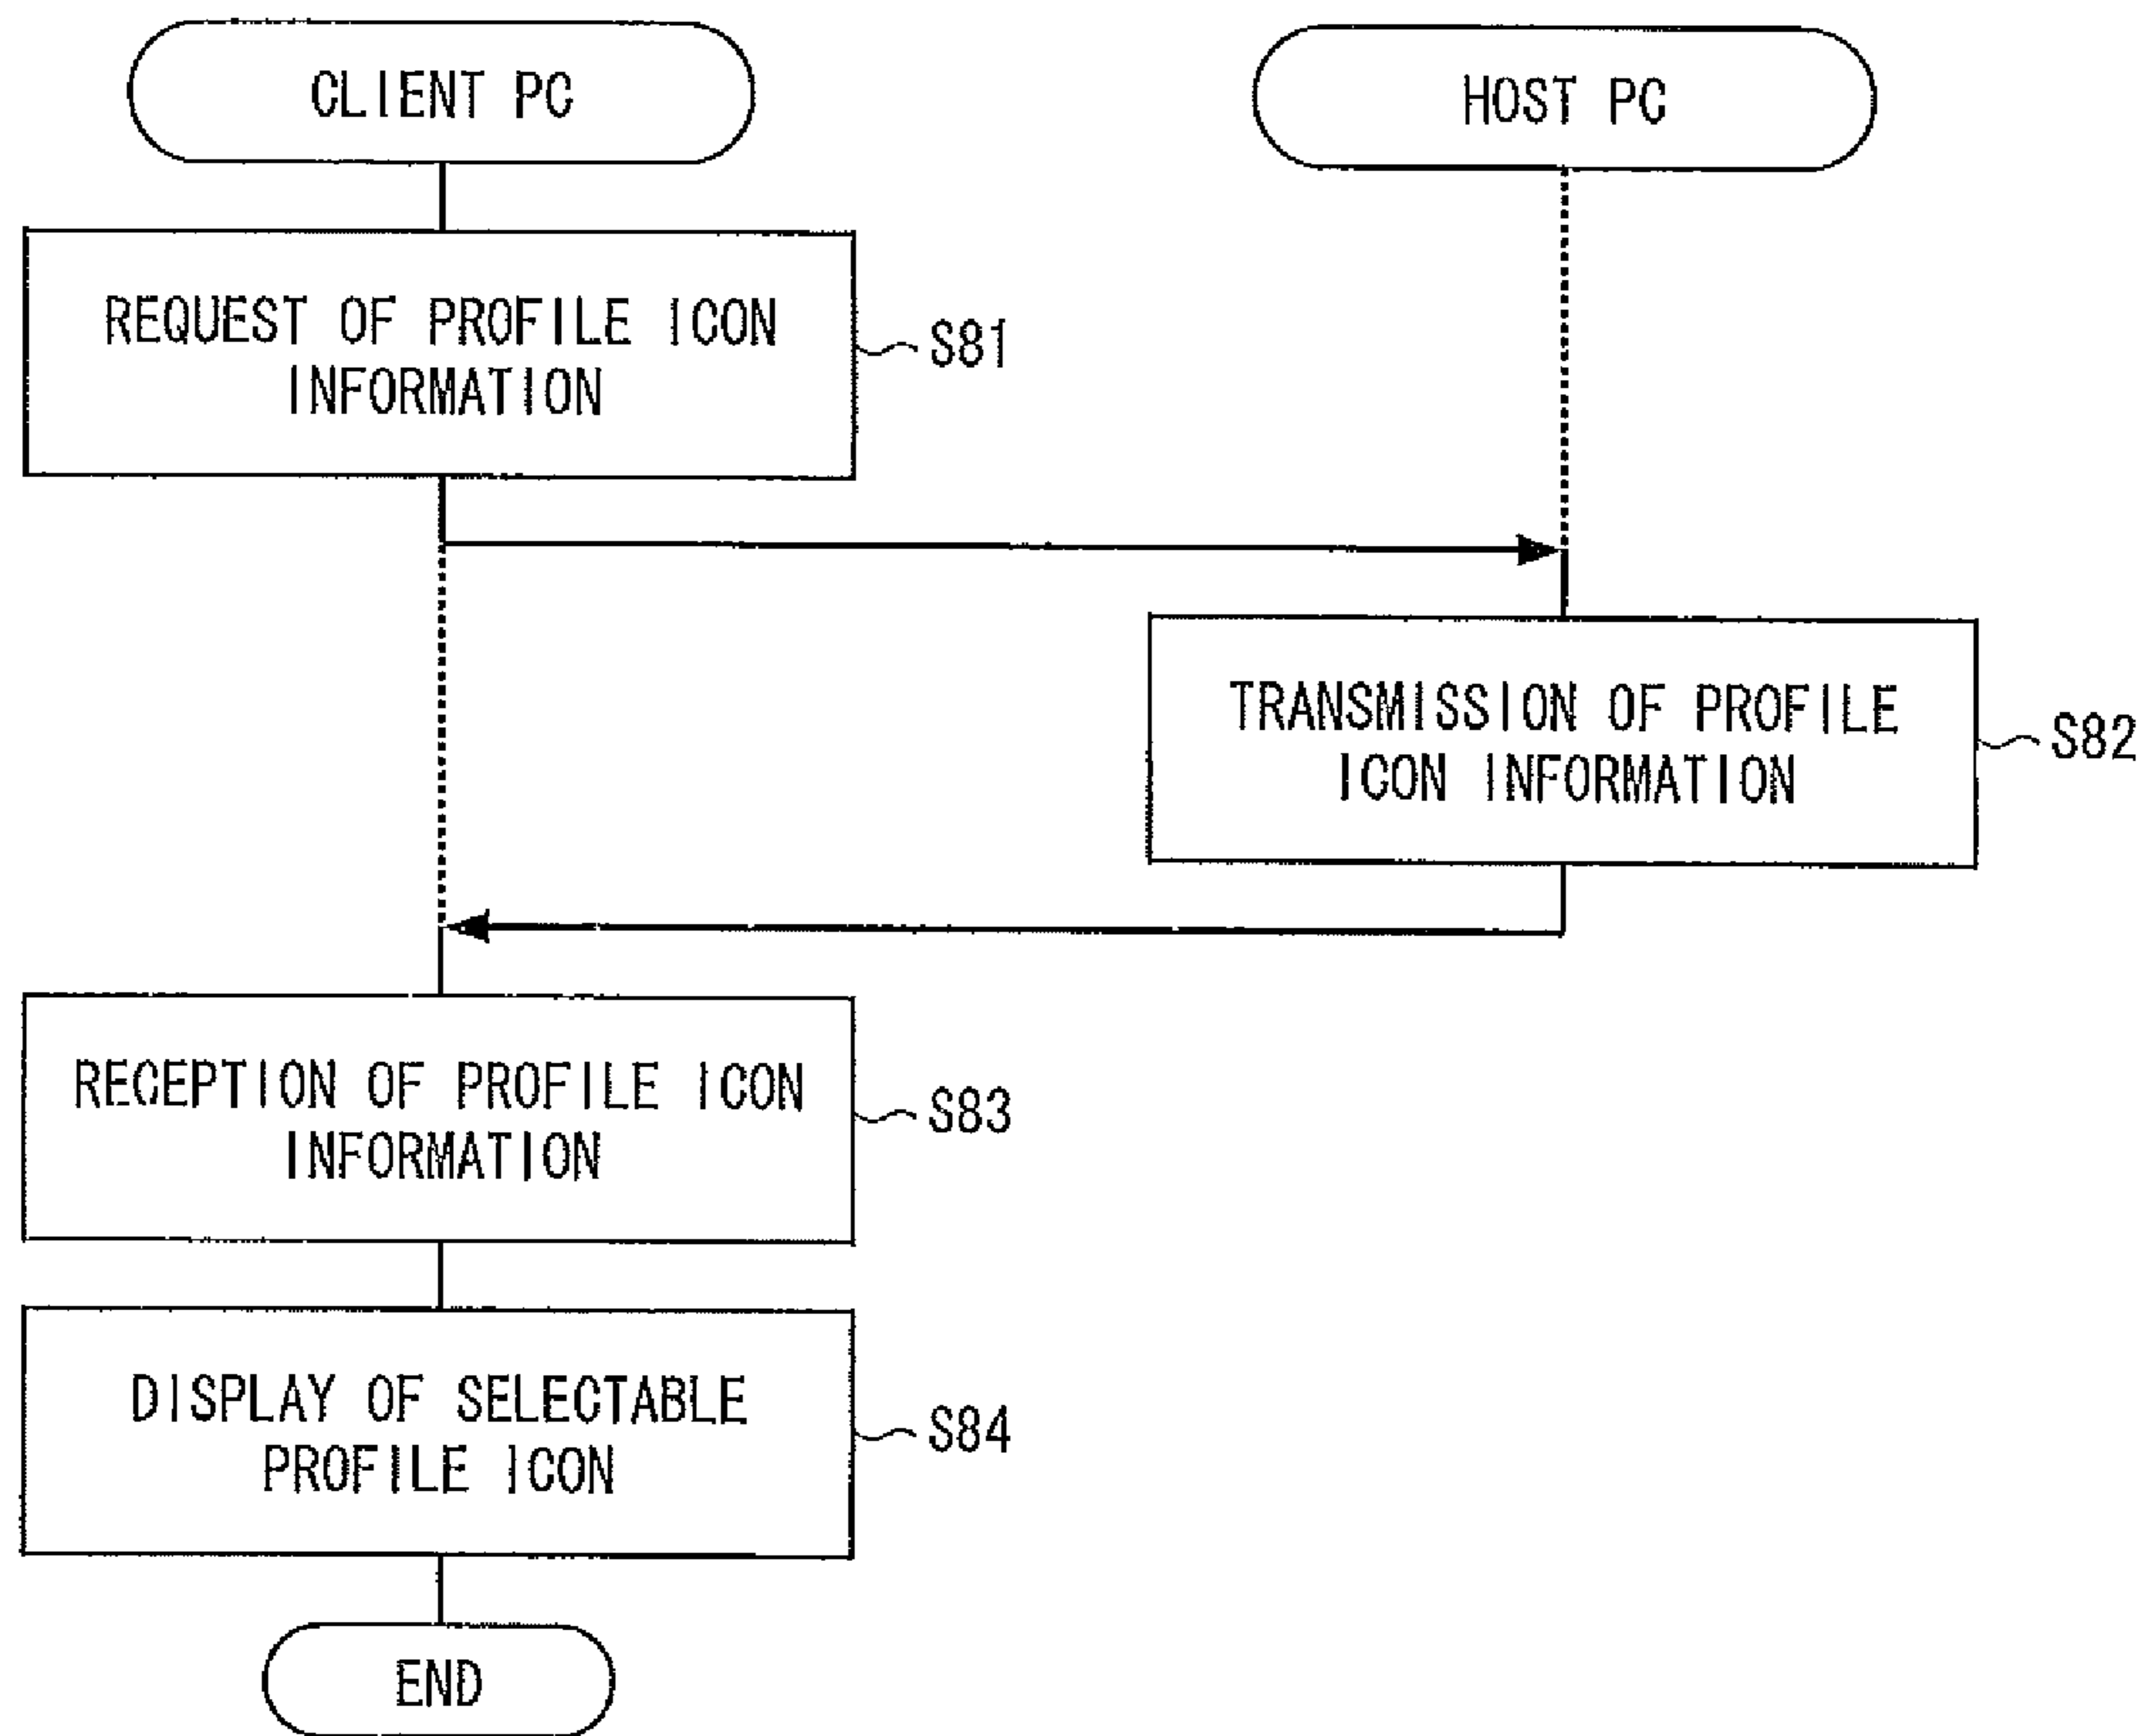 CLIENT PC
HOST PC
REQUEST OF PROFILE ICON
INFORMATION
S81
TRANSMISSION OF PROFILE
ICON INFORMATION
S82
RECEPTION OF PROFILE ICON
INFORMATION
S83
DISPLAY OF SELECTABLE
PROFILE ICON
S84
END